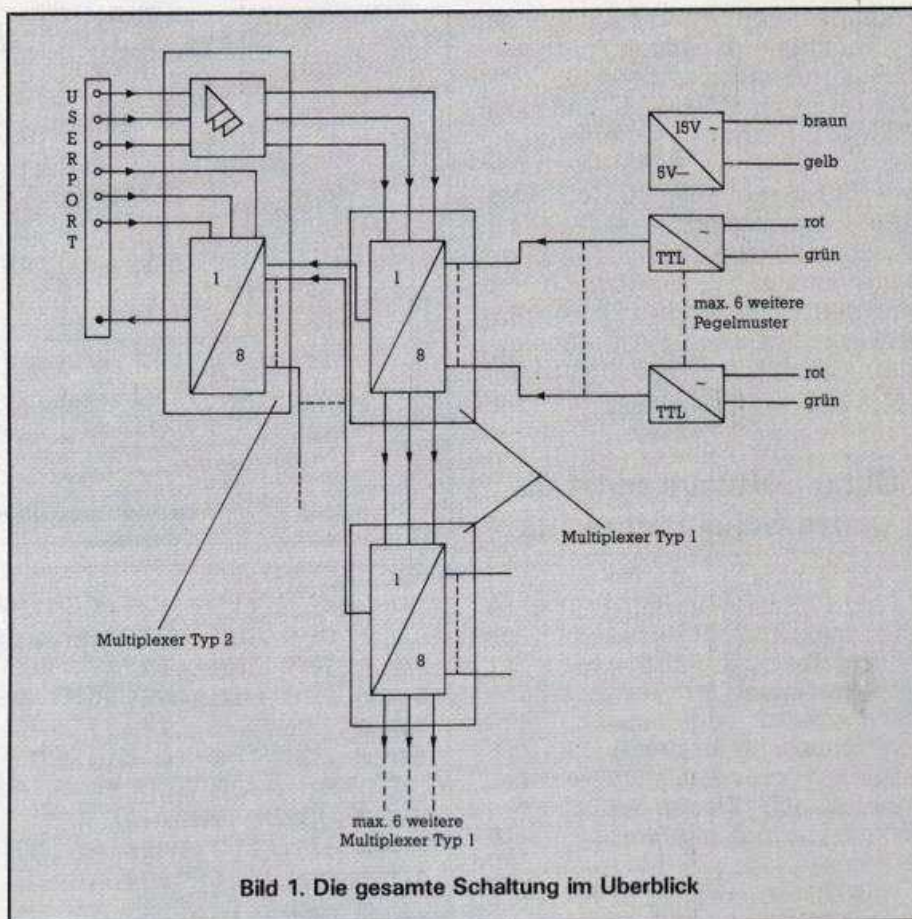 USERPORT
15V ~
5V—
braun
gelb
~
TTL
rot
grün
max. 6 weitere
Pegelmuster
~
TTL
rot
grün
1
8
1
8
1
8
Multiplexer Typ 1
Multiplexer Typ 2
max. 6 weitere
Multiplexer Typ 1
Bild 1. Die gesamte Schaltung im Uberblick